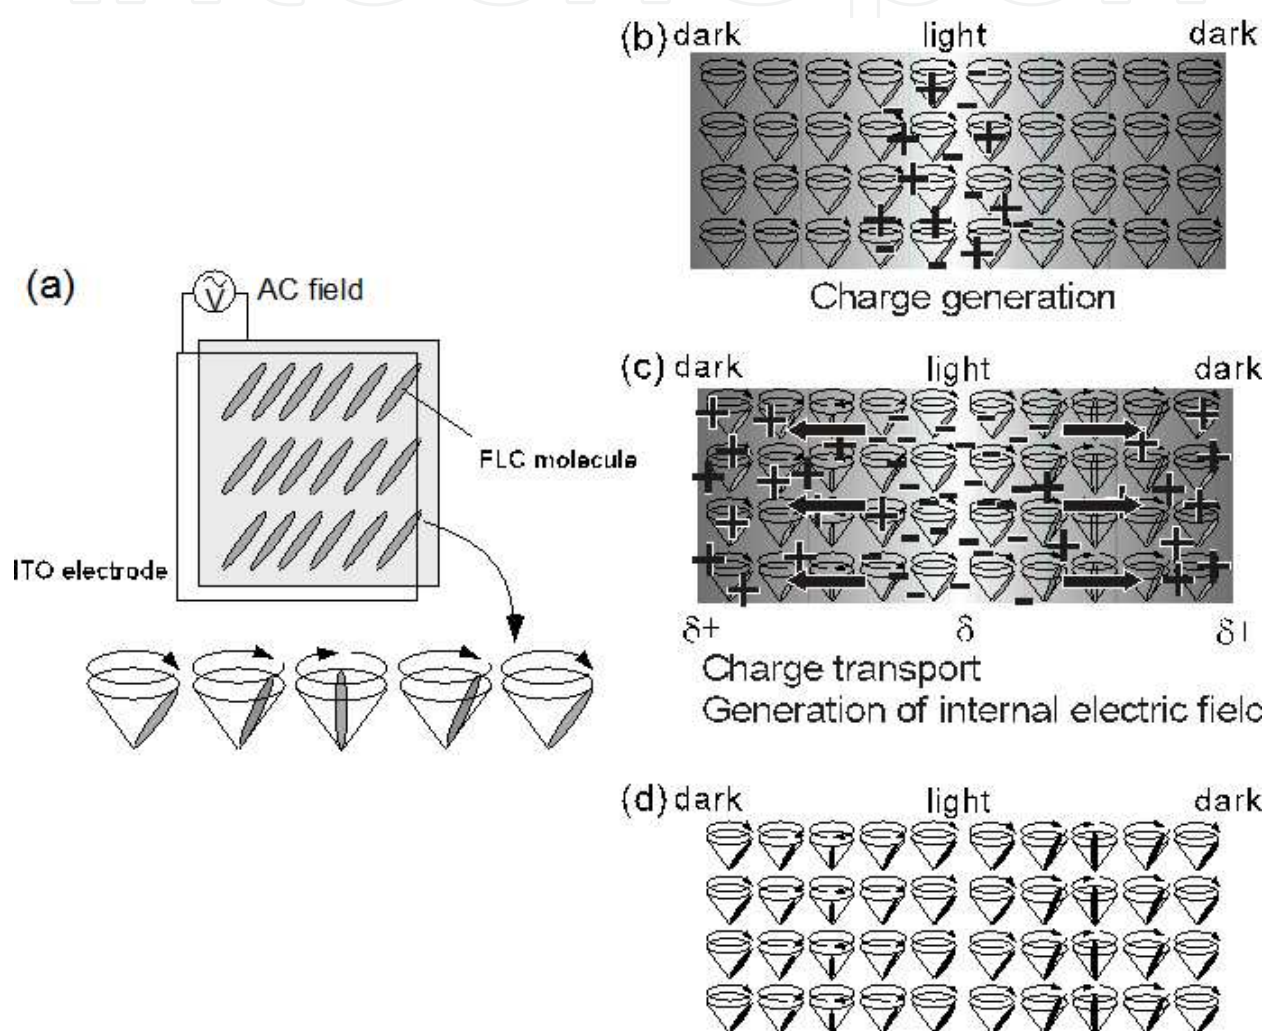 (a)
AC field
V
FLC molecule
ITO electrode
(b) dark light dark
Charge generation
(c) dark light dark
δ+ δ δ+
Charge transport
Generation of internal electric field
(d) dark light dark